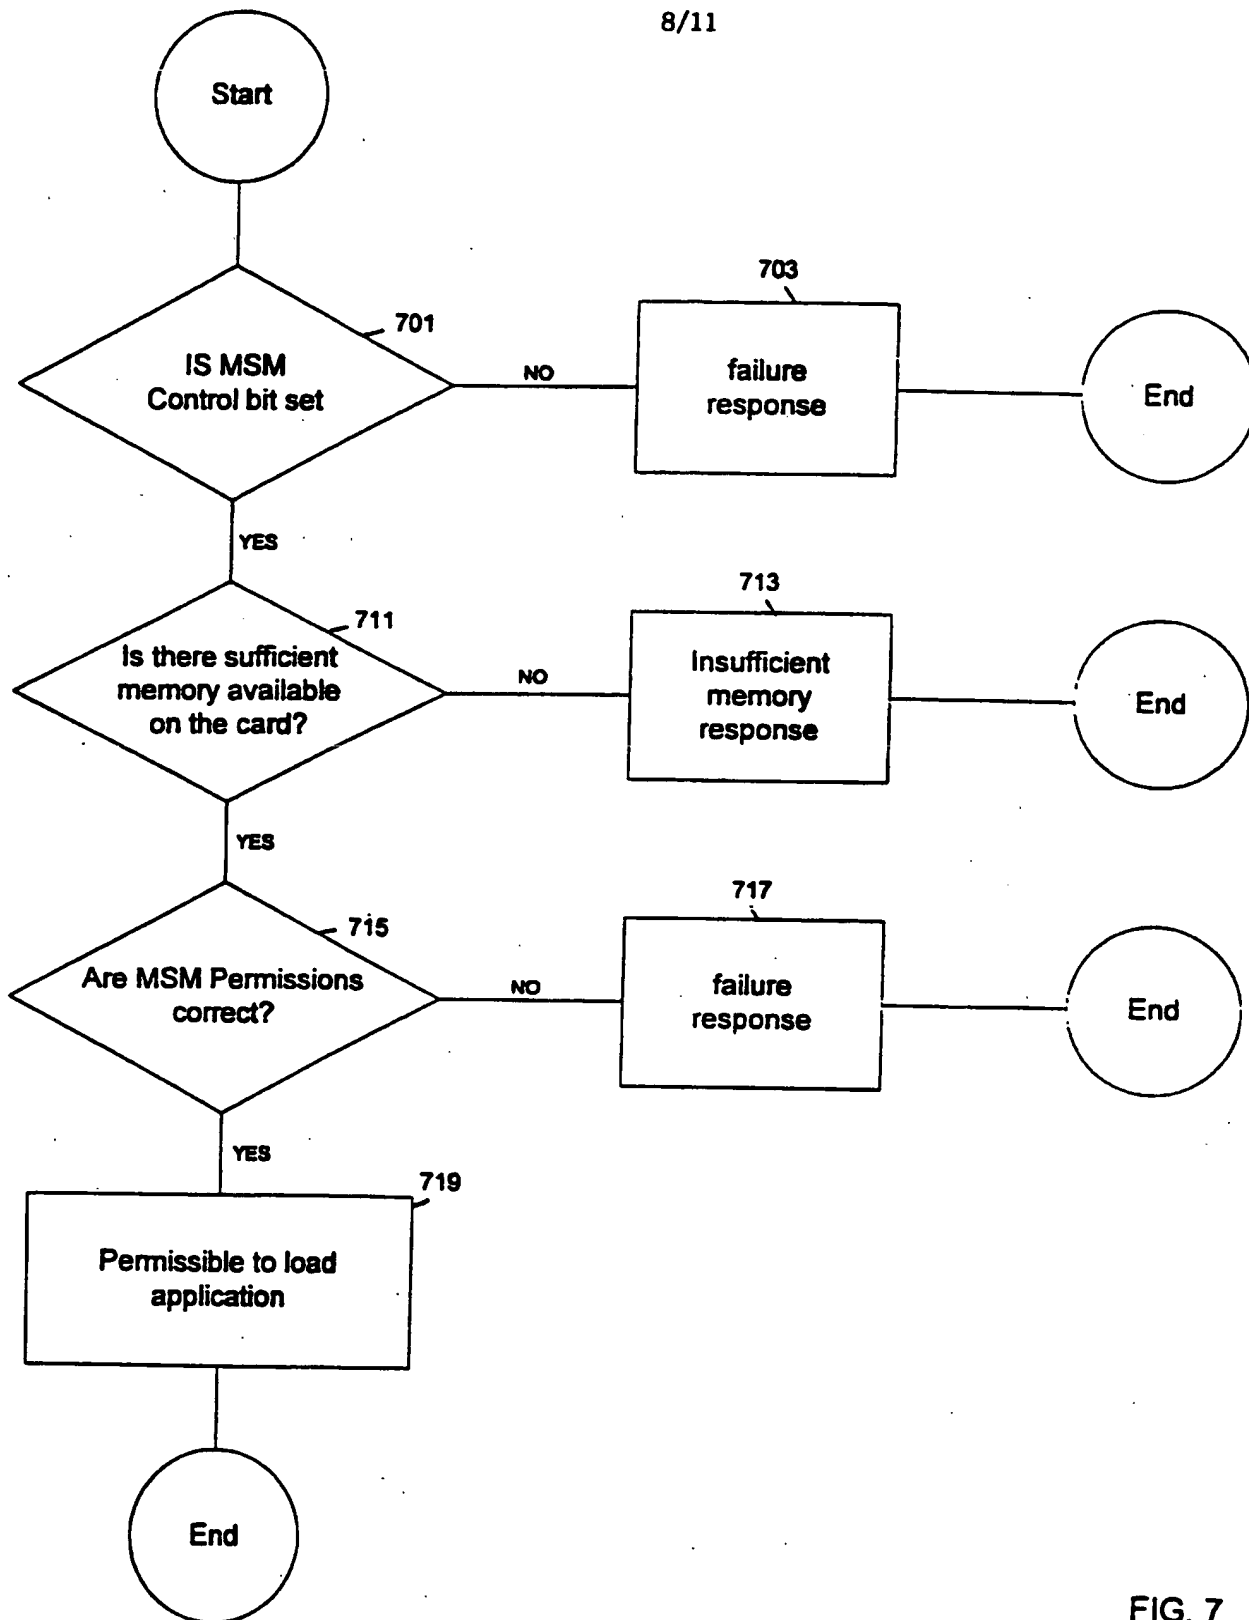 8/11
Start
701
IS MSM
Control bit set
NO
703
failure
response
End
YES
711
Is there sufficient
memory available
on the card?
NO
713
Insufficient
memory
response
End
YES
715
Are MSM Permissions
correct?
NO
717
failure
response
End
YES
719
Permissible to load
application
End
FIG. 7